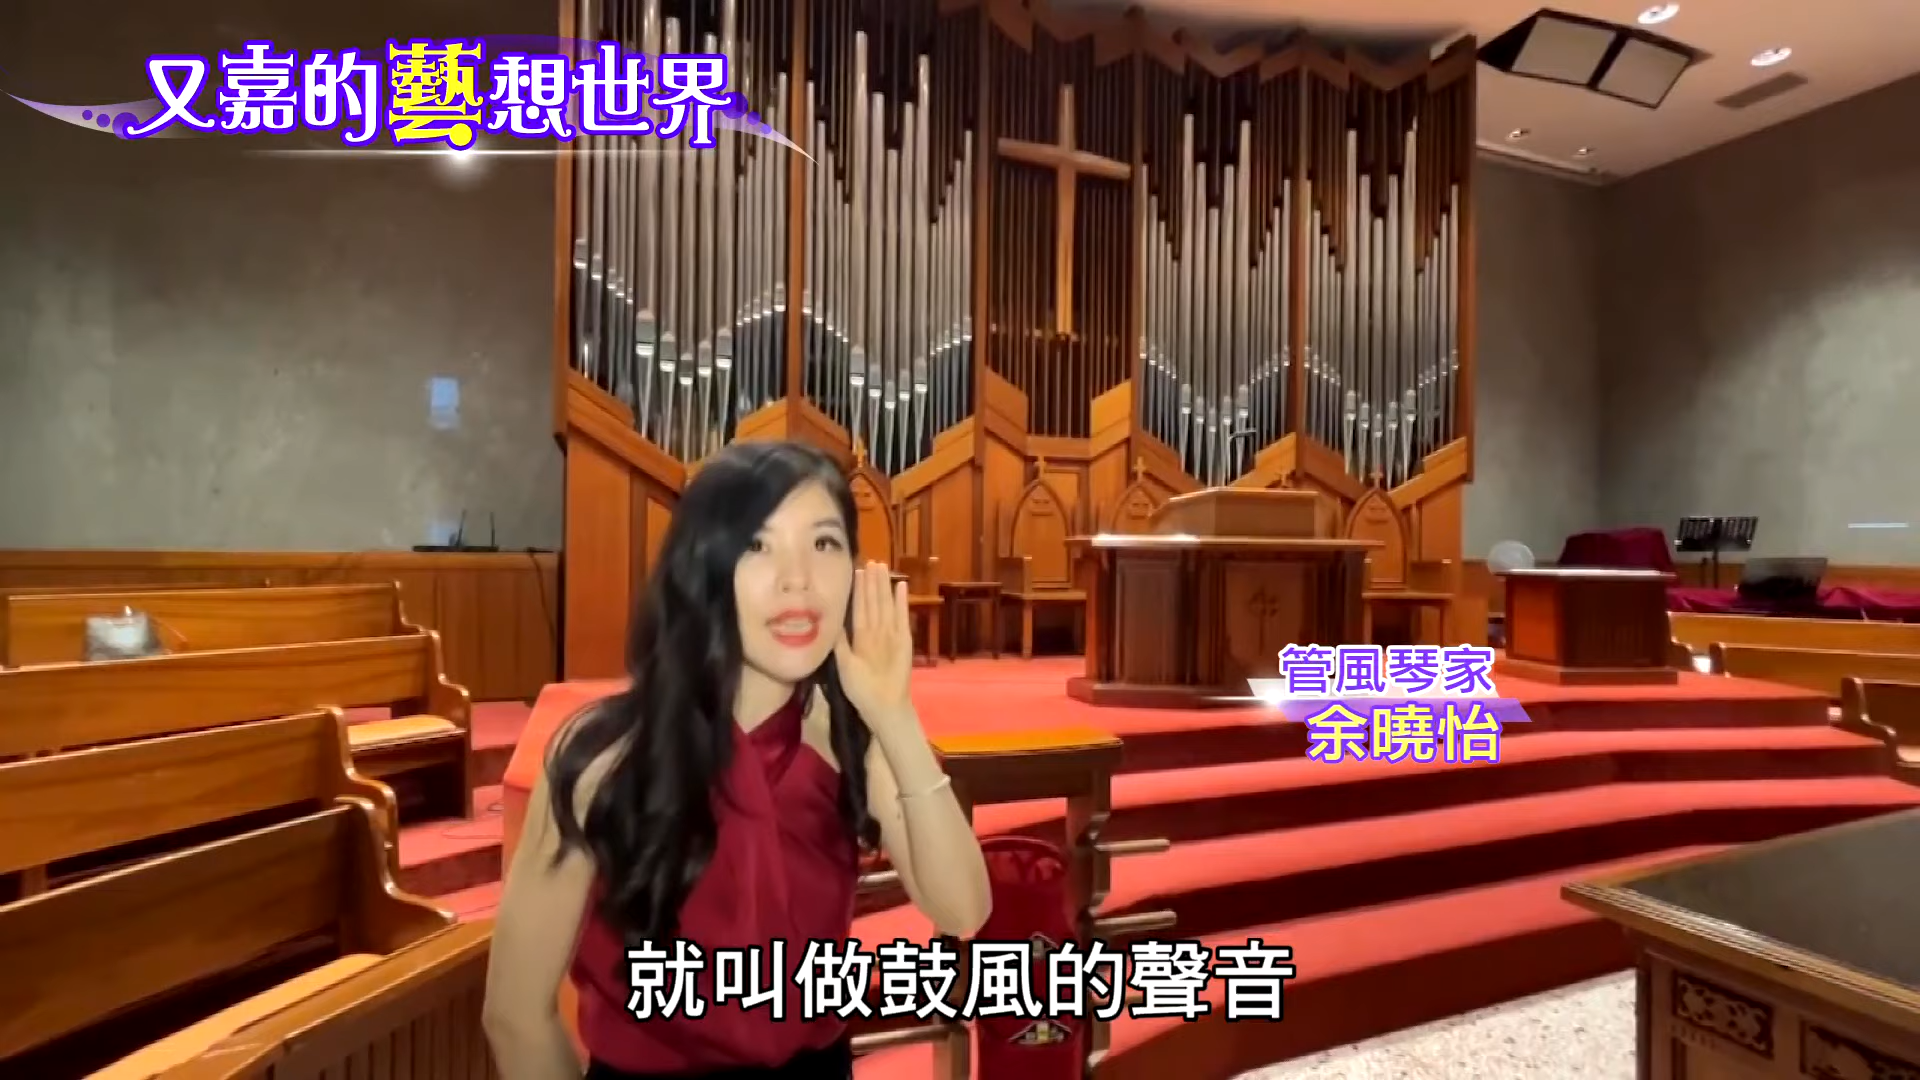 又嘉的藝想世界
管風琴家
余曉怡
就叫做鼓風的聲音